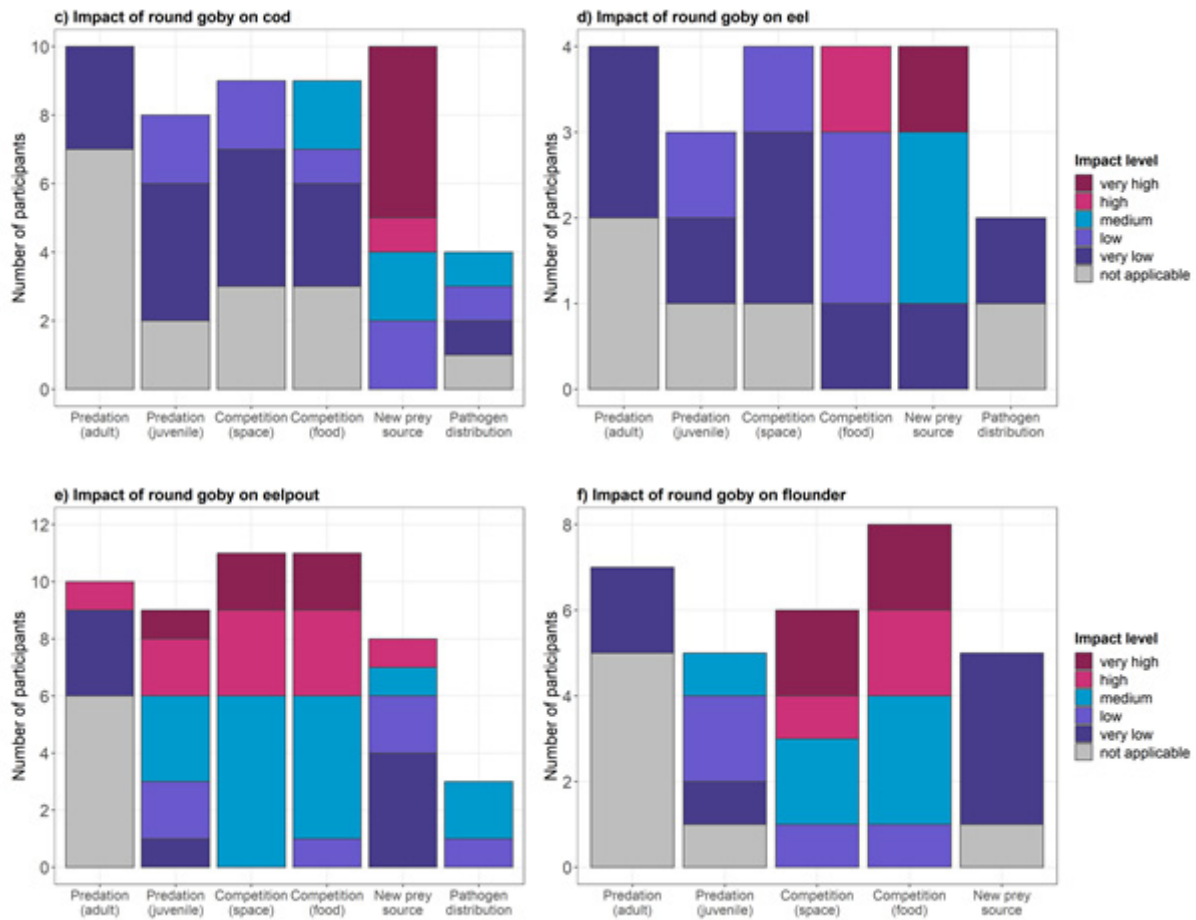 c) Impact of round goby on cod
Number of participants
10
8
6
4
2
0
Predation
(adult)
Predation
(juvenile)
Competition
(space)
Competition
(food)
New prey
source
Pathogen
distribution
d) Impact of round goby on eel
Number of participants
4
3
2
1
0
Predation
(adult)
Predation
(juvenile)
Competition
(space)
Competition
(food)
New prey
source
Pathogen
distribution
Impact level
very high
high
medium
low
very low
not applicable
e) Impact of round goby on eelpout
Number of participants
12
10
8
6
4
2
0
Predation
(adult)
Predation
(juvenile)
Competition
(space)
Competition
(food)
New prey
source
Pathogen
distribution
f) Impact of round goby on flounder
Number of participants
8
6
4
2
0
Predation
(adult)
Predation
(juvenile)
Competition
(space)
Competition
(food)
New prey
source
Impact level
very high
high
medium
low
very low
not applicable